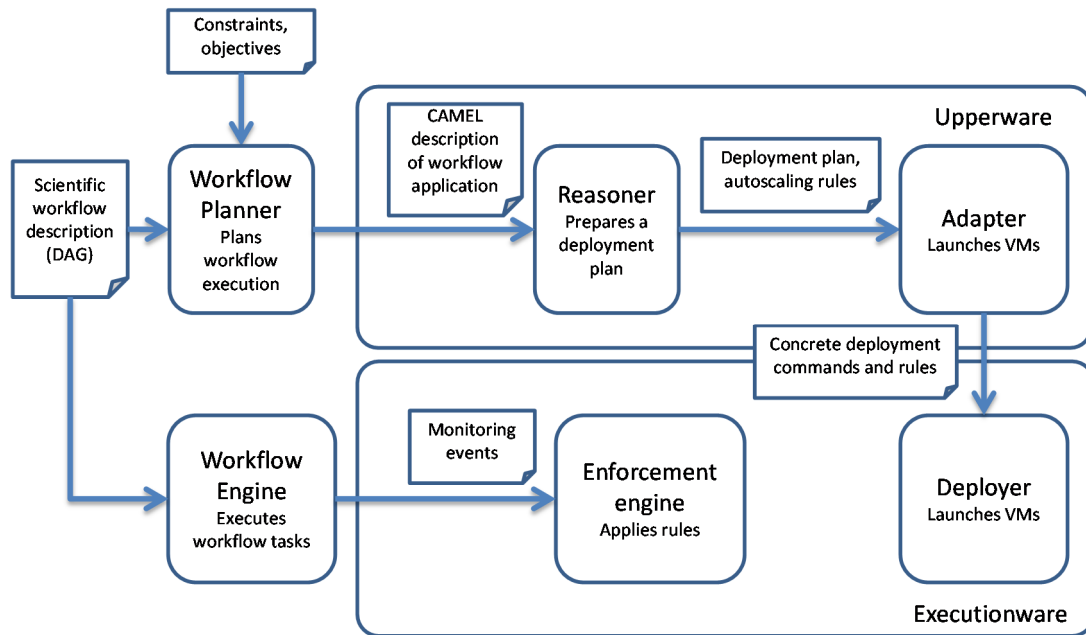 Constraints,
objectives
Upperware
CAMEL
description
of workflow
application
Deployment plan,
autoscaling rules
Scientific
workflow
description
(DAG)
Workflow
Planner
Plans
workflow
execution
Reasoner
Prepares a
deployment
plan
Adapter
Launches VMs
Concrete deployment
commands and rules
Monitoring
events
Workflow
Engine
Executes
workflow tasks
Enforcement
engine
Applies rules
Deployer
Launches VMs
Executionware